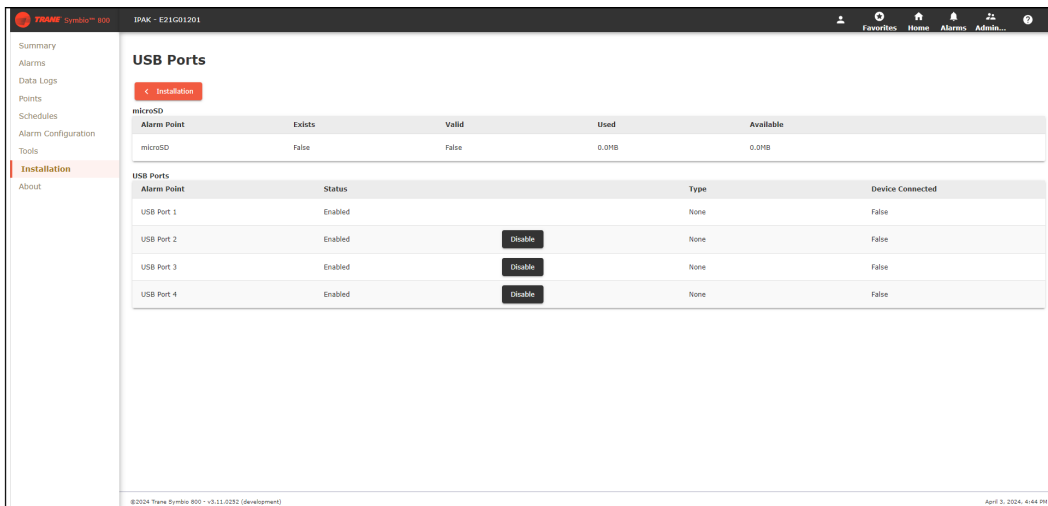 TRANE Symbio™ 800
IPAK - E21G01201
Favorites Home Alarms Admin...
Summary
Alarms
Data Logs
Points
Schedules
Alarm Configuration
Tools
Installation
About
USB Ports
Installation
microSD
Alarm Point Exists Valid Used Available
microSD False False 0.0MB 0.0MB
USB Ports
Alarm Point Status Type Device Connected
USB Port 1 Enabled None False
USB Port 2 Enabled Disable None False
USB Port 3 Enabled Disable None False
USB Port 4 Enabled Disable None False
©2024 Trane Symbio 800 - v3.11.0252 (development)
April 3, 2024, 4:44 PM